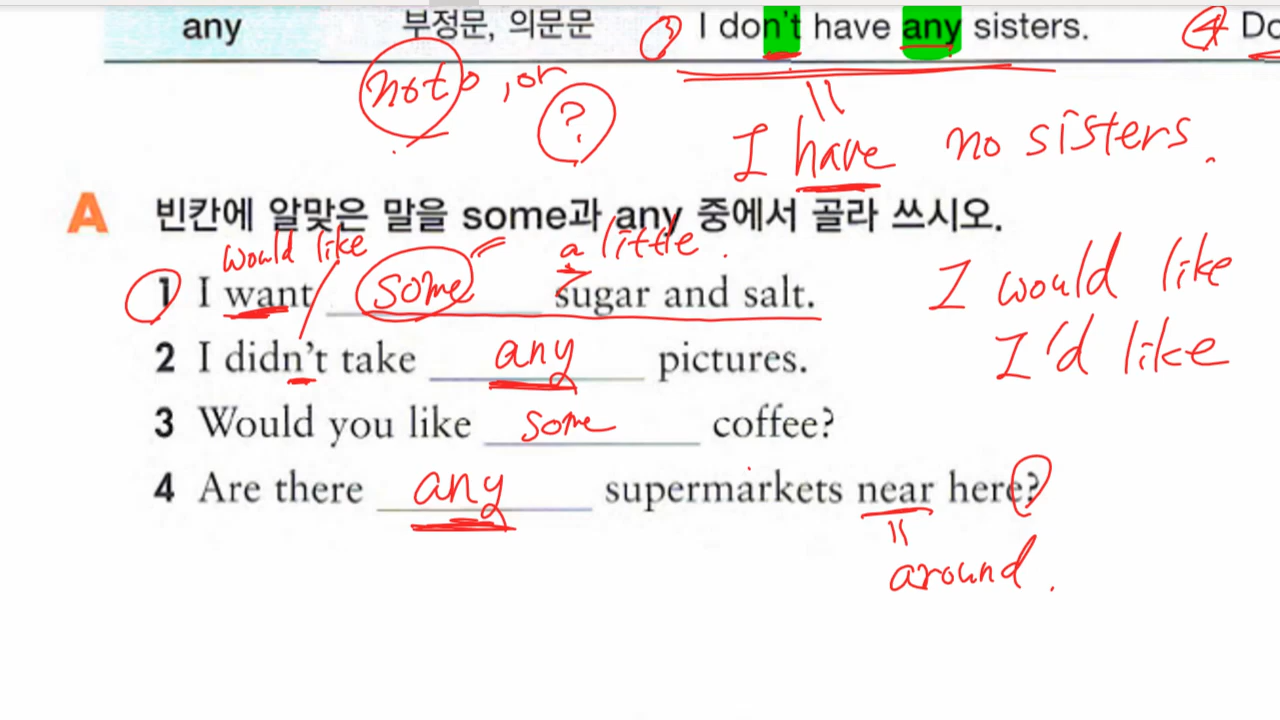 any 부정문, 의문문 ③ I don't have any sisters. ④ Do
not , or ?
= I have no sisters.
A 빈칸에 알맞은 말을 some과 any 중에서 골라 쓰시오.
would like a little.
1 I want some sugar and salt. I would like
2 I didn't take any pictures. I'd like
3 Would you like some coffee?
4 Are there any supermarkets near here?
= around.